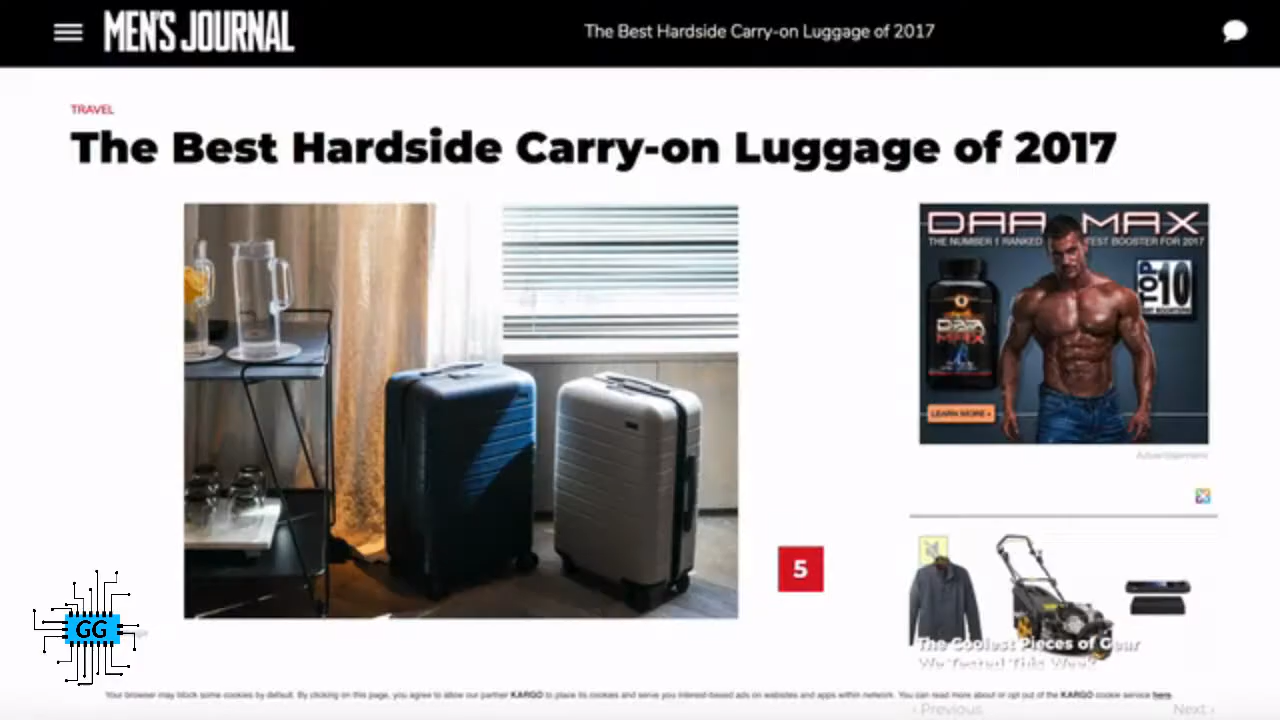 MEN'S JOURNAL
The Best Hardside Carry-on Luggage of 2017
TRAVEL
The Best Hardside Carry-on Luggage of 2017
DAA MAX
THE NUMBER 1 RANKED TEST BOOSTER FOR 2017
TOP 10
LEARN MORE
Advertisement
5
GG
The Coolest Pieces of Gear
We Tested This Week
Your browser may block some cookies by default. By clicking on this page, you agree to allow our partner KARGO to place its cookies and serve you interest-based ads on websites and apps within network. You can read more about or opt out of the KARGO cookie service here.
‹ Previous
Next ›